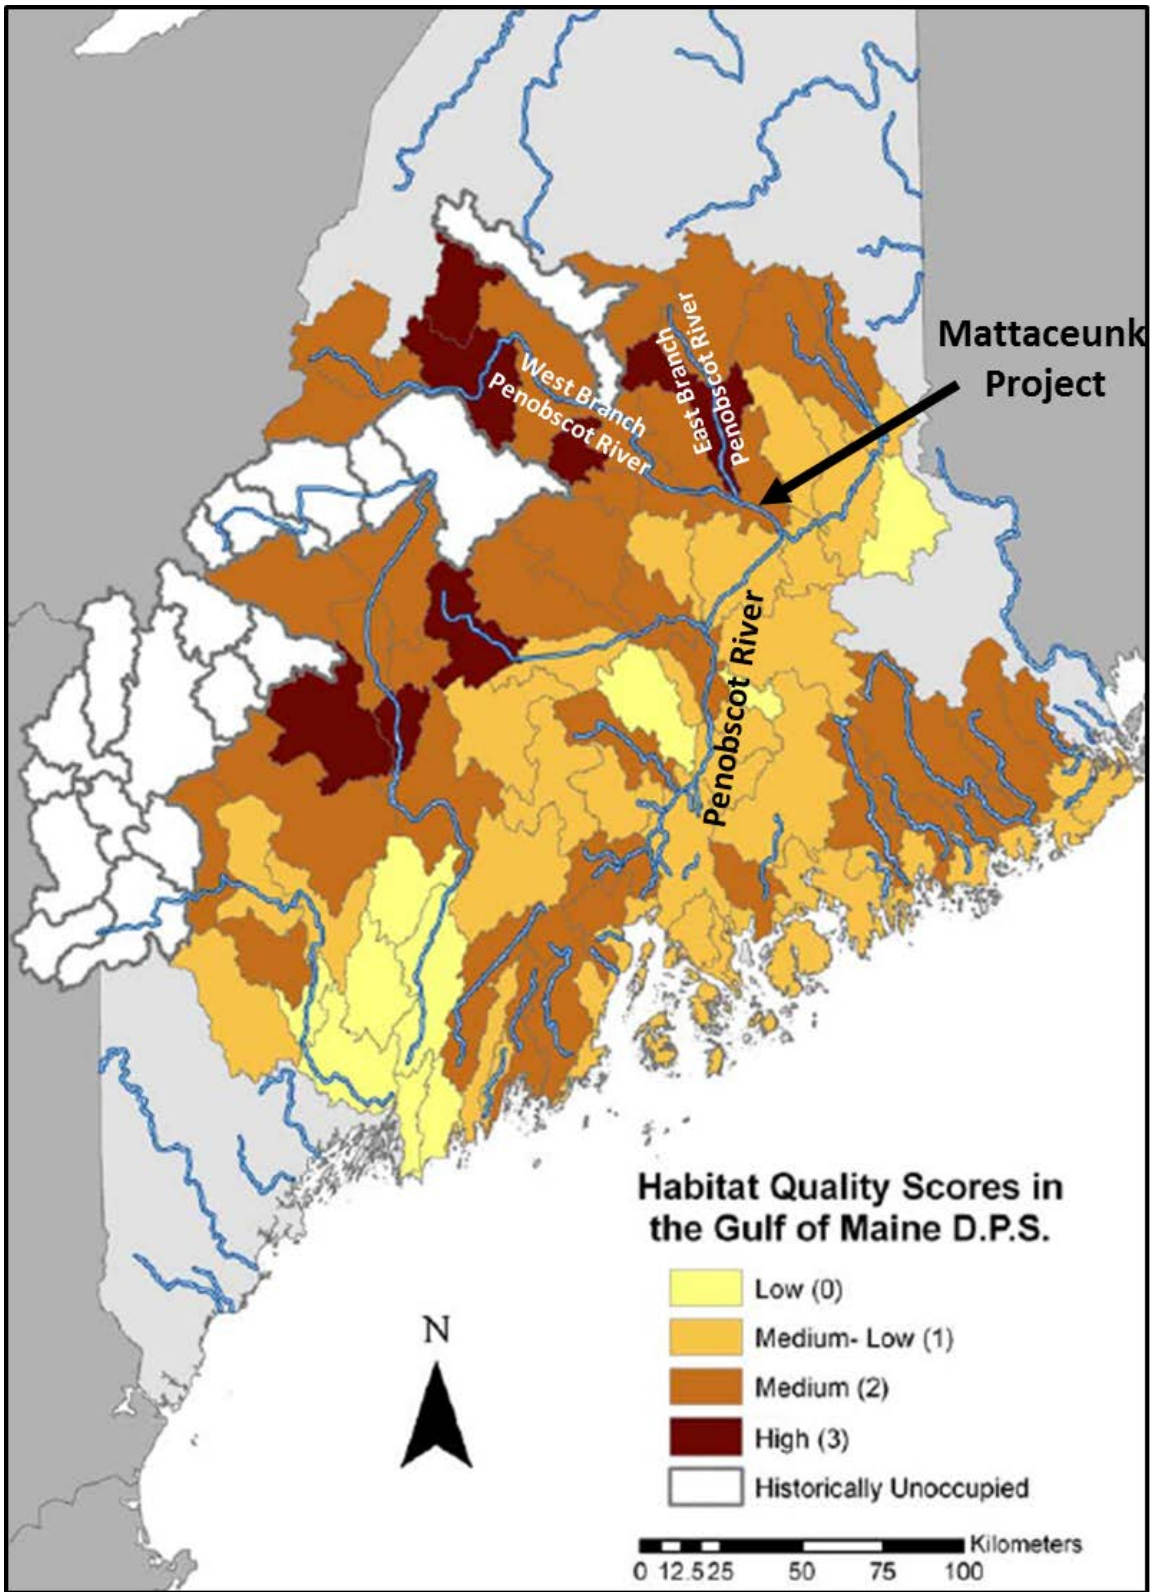 Mattaceunk
Project
West Branch
Penobscot River
East Branch
Penobscot River
Penobscot River
Habitat Quality Scores in
the Gulf of Maine D.P.S.
Low (0)
Medium- Low (1)
Medium (2)
High (3)
Historically Unoccupied
N
Kilometers
0 12.5 25 50 75 100